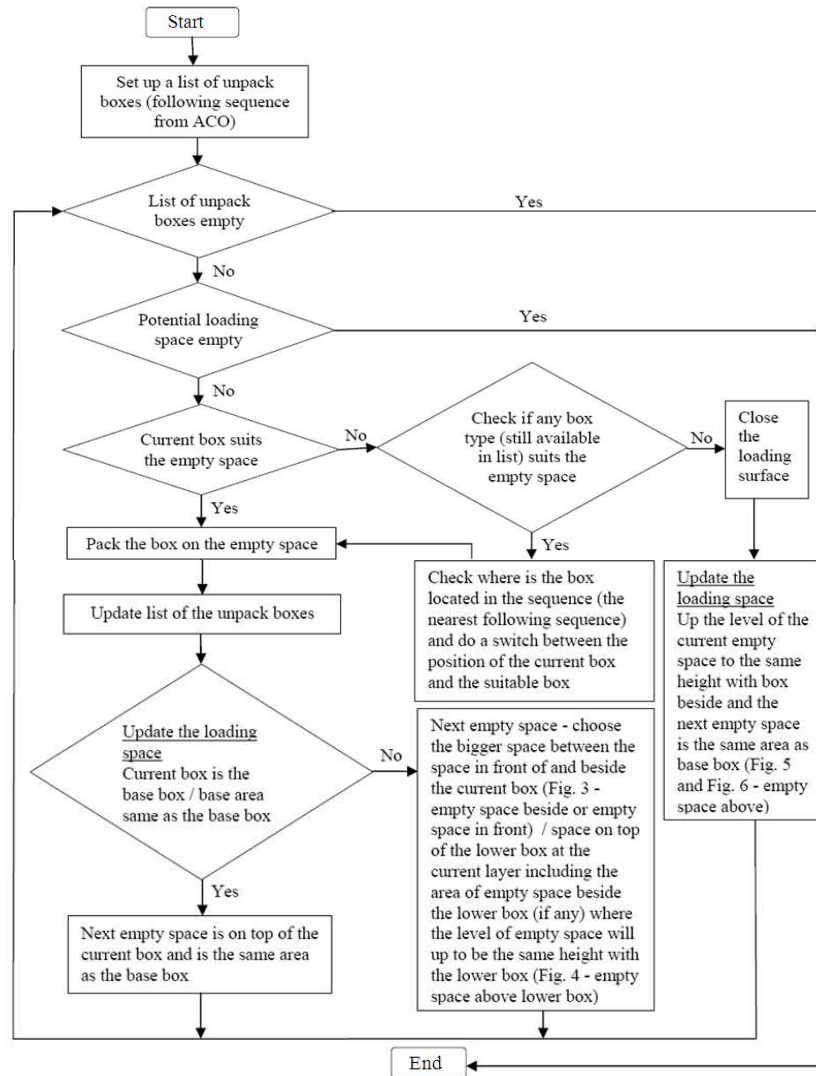 Start
Set up a list of unpack
boxes (following sequence
from ACO)
List of unpack
boxes empty
Yes
No
Potential loading
space empty
Yes
No
Current box suits
the empty space
No
Check if any box
type (still available
in list) suits the
empty space
No
Close
the
loading
surface
Yes
Yes
Pack the box on the empty space
Check where is the box
located in the sequence (the
nearest following sequence)
and do a switch between the
position of the current box
and the suitable box
Update the
loading space
Up the level of the
current empty
space to the same
height with box
beside and the
next empty space
is the same area as
base box (Fig. 5
and Fig. 6 - empty
space above)
Update list of the unpack boxes
Update the loading
space
Current box is the
base box / base area
same as the base box
No
Next empty space - choose
the bigger space between the
space in front of and beside
the current box (Fig. 3 -
empty space beside or empty
space in front) / space on top
of the lower box at the
current layer including the
area of empty space beside
the lower box (if any) where
the level of empty space will
up to be the same height with
the lower box (Fig. 4 - empty
space above lower box)
Yes
Next empty space is on top of the
current box and is the same area
as the base box
End